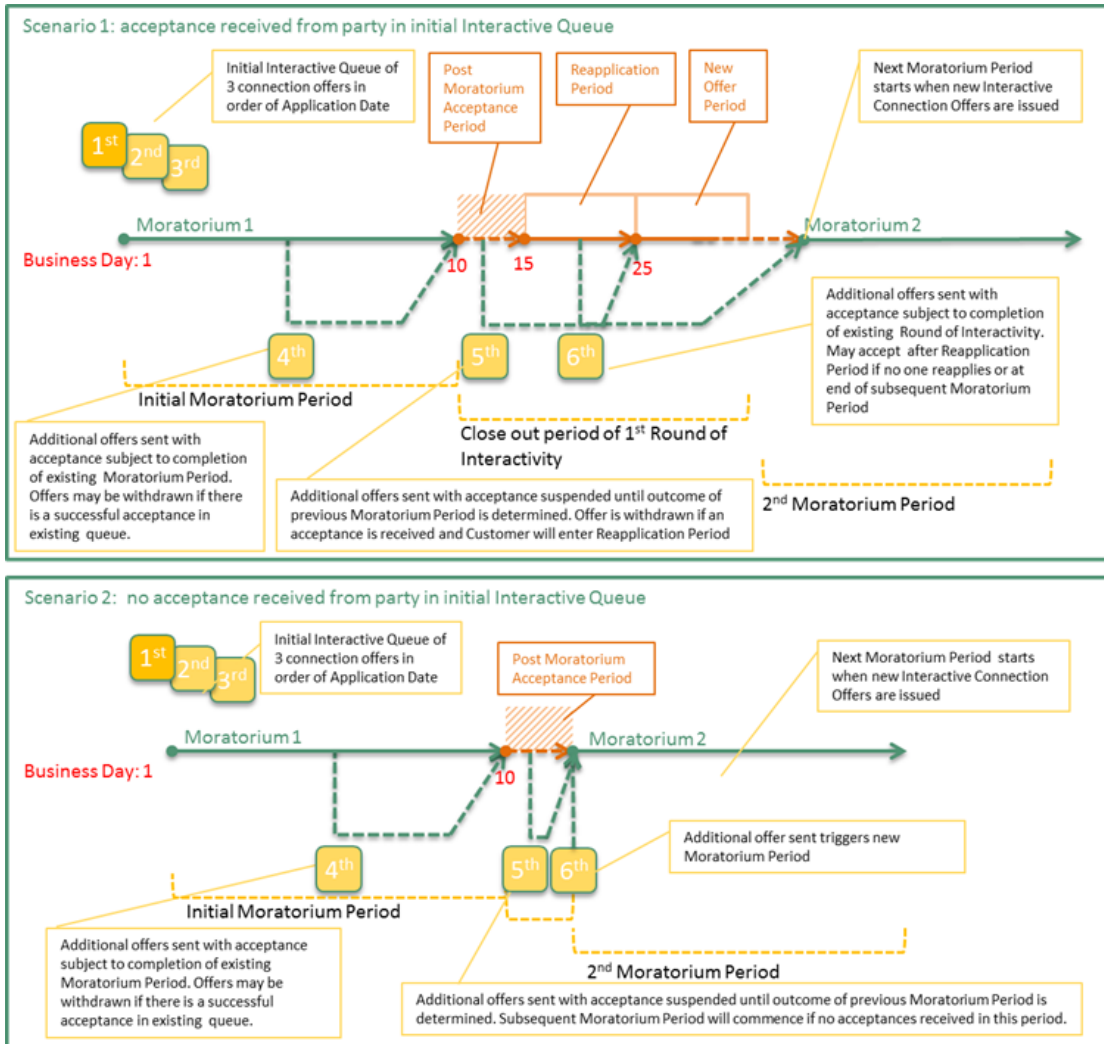 Scenario 1: acceptance received from party in initial Interactive Queue
Initial Interactive Queue of
3 connection offers in
order of Application Date
Post
Moratorium
Acceptance
Period
Reapplication
Period
New
Offer
Period
Next Moratorium Period
starts when new Interactive
Connection Offers are issued
1st
2nd
3rd
Moratorium 1
Moratorium 2
Business Day: 1
10
15
25
4th
5th
6th
Additional offers sent with
acceptance subject to completion
of existing Round of Interactivity.
May accept after Reapplication
Period if no one reapplies or at
end of subsequent Moratorium
Period
Initial Moratorium Period
Close out period of 1st Round of
Interactivity
Additional offers sent with
acceptance subject to completion
of existing Moratorium Period.
Offers may be withdrawn if there
is a successful acceptance in
existing queue.
Additional offers sent with acceptance suspended until outcome of
previous Moratorium Period is determined. Offer is withdrawn if an
acceptance is received and Customer will enter Reapplication Period
2nd Moratorium Period
Scenario 2: no acceptance received from party in initial Interactive Queue
1st
2nd
3rd
Initial Interactive Queue of
3 connection offers in
order of Application Date
Post Moratorium
Acceptance Period
Next Moratorium Period starts
when new Interactive Connection
Offers are issued
Moratorium 1
Moratorium 2
Business Day: 1
10
4th
5th
6th
Additional offer sent triggers new
Moratorium Period
Initial Moratorium Period
Additional offers sent with acceptance
subject to completion of existing
Moratorium Period. Offers may be
withdrawn if there is a successful
acceptance in existing queue.
2nd Moratorium Period
Additional offers sent with acceptance suspended until outcome of previous Moratorium Period is
determined. Subsequent Moratorium Period will commence if no acceptances received in this period.